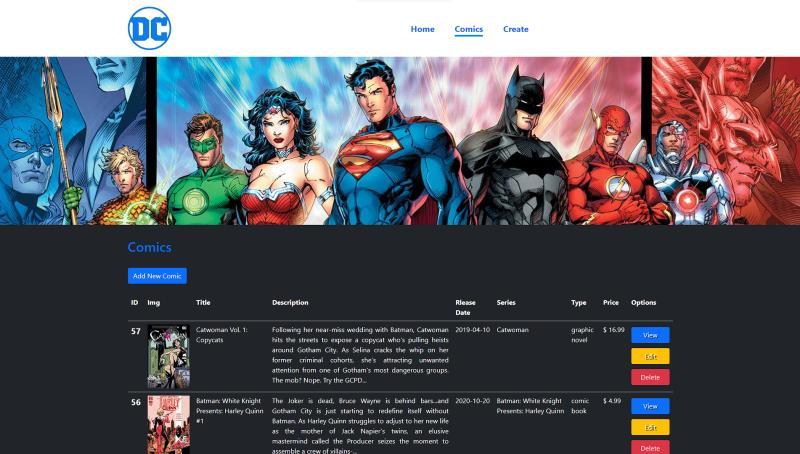 DC
Home Comics Create
Comics
Add New Comic
ID Img Title Description Rlease Date Series Type Price Options
57
Catwoman Vol. 1:
Copycats
Following her near-miss wedding with Batman, Catwoman
hits the streets to expose a copycat who's pulling heists
around Gotham City. As Selina cracks the whip on her
former criminal cohorts, she's attracting unwanted
attention from one of Gotham's most dangerous groups.
The mob? Nope. Try the GCPD...
2019-04-10
Catwoman
graphic
novel
$ 16.99
View
Edit
Delete
56
Batman: White Knight
Presents: Harley Quinn
#1
The Joker is dead, Bruce Wayne is behind bars...and
Gotham City is just starting to redefine itself without
Batman. As Harley Quinn struggles to adjust to her new life
as the mother of Jack Napier's twins, an elusive
mastermind called the Producer seizes the moment to
assemble a crew of villains-...
2020-10-20
Batman: White Knight
Presents: Harley Quinn
comic
book
$ 4.99
View
Edit
Delete